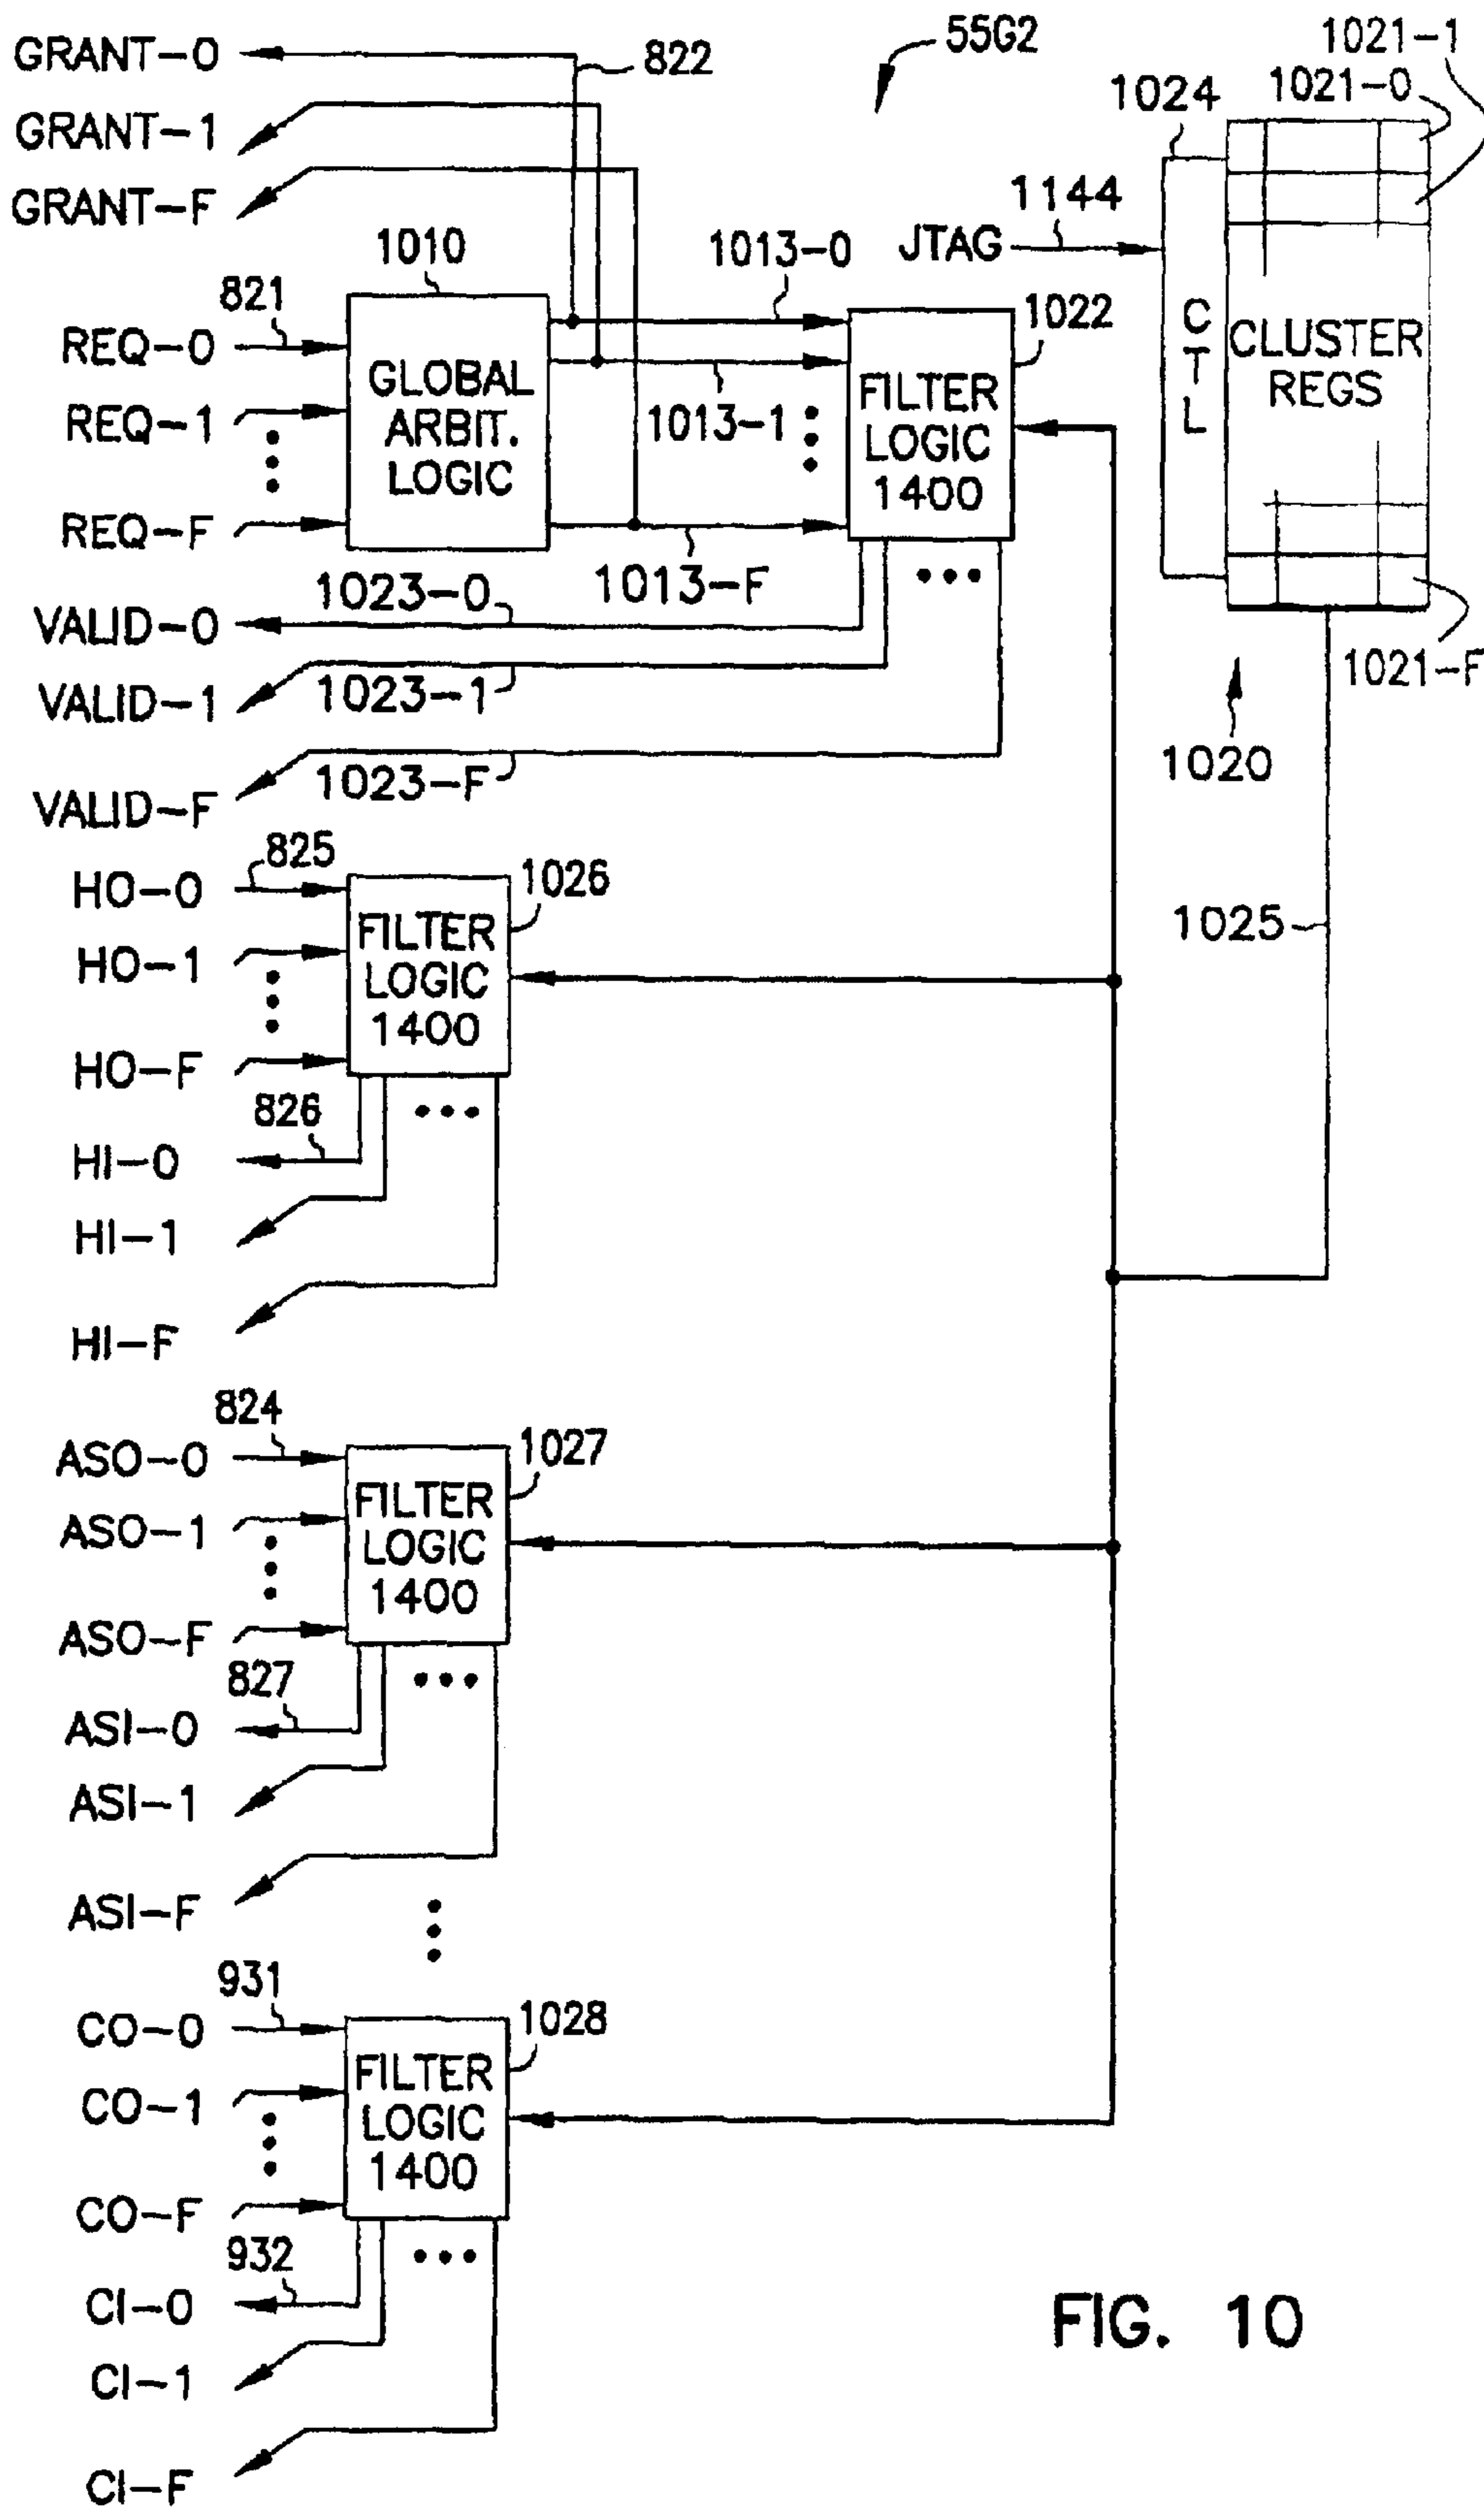 GRANT-0
822
55G2
1021-1
1021-0
1024
GRANT-1
GRANT-F
1144
JTAG
1010
1013-0
821
1022
REQ-0
GLOBAL
ARBIT.
LOGIC
REQ-1
1013-1
FILTER
LOGIC
1400
CTL
CLUSTER
REGS
REQ-F
1013-F
1023-0
VALID-0
1021-F
VALID-1
1023-1
1020
VALID-F
1023-F
825
HO-0
1026
FILTER
LOGIC
1400
1025
HO-1
HO-F
826
HI-0
HI-1
HI-F
824
ASO-0
1027
FILTER
LOGIC
1400
ASO-1
ASO-F
827
ASI-0
ASI-1
ASI-F
931
CO-0
1028
FILTER
LOGIC
1400
CO-1
CO-F
932
CI-0
CI-1
CI-F
FIG. 10